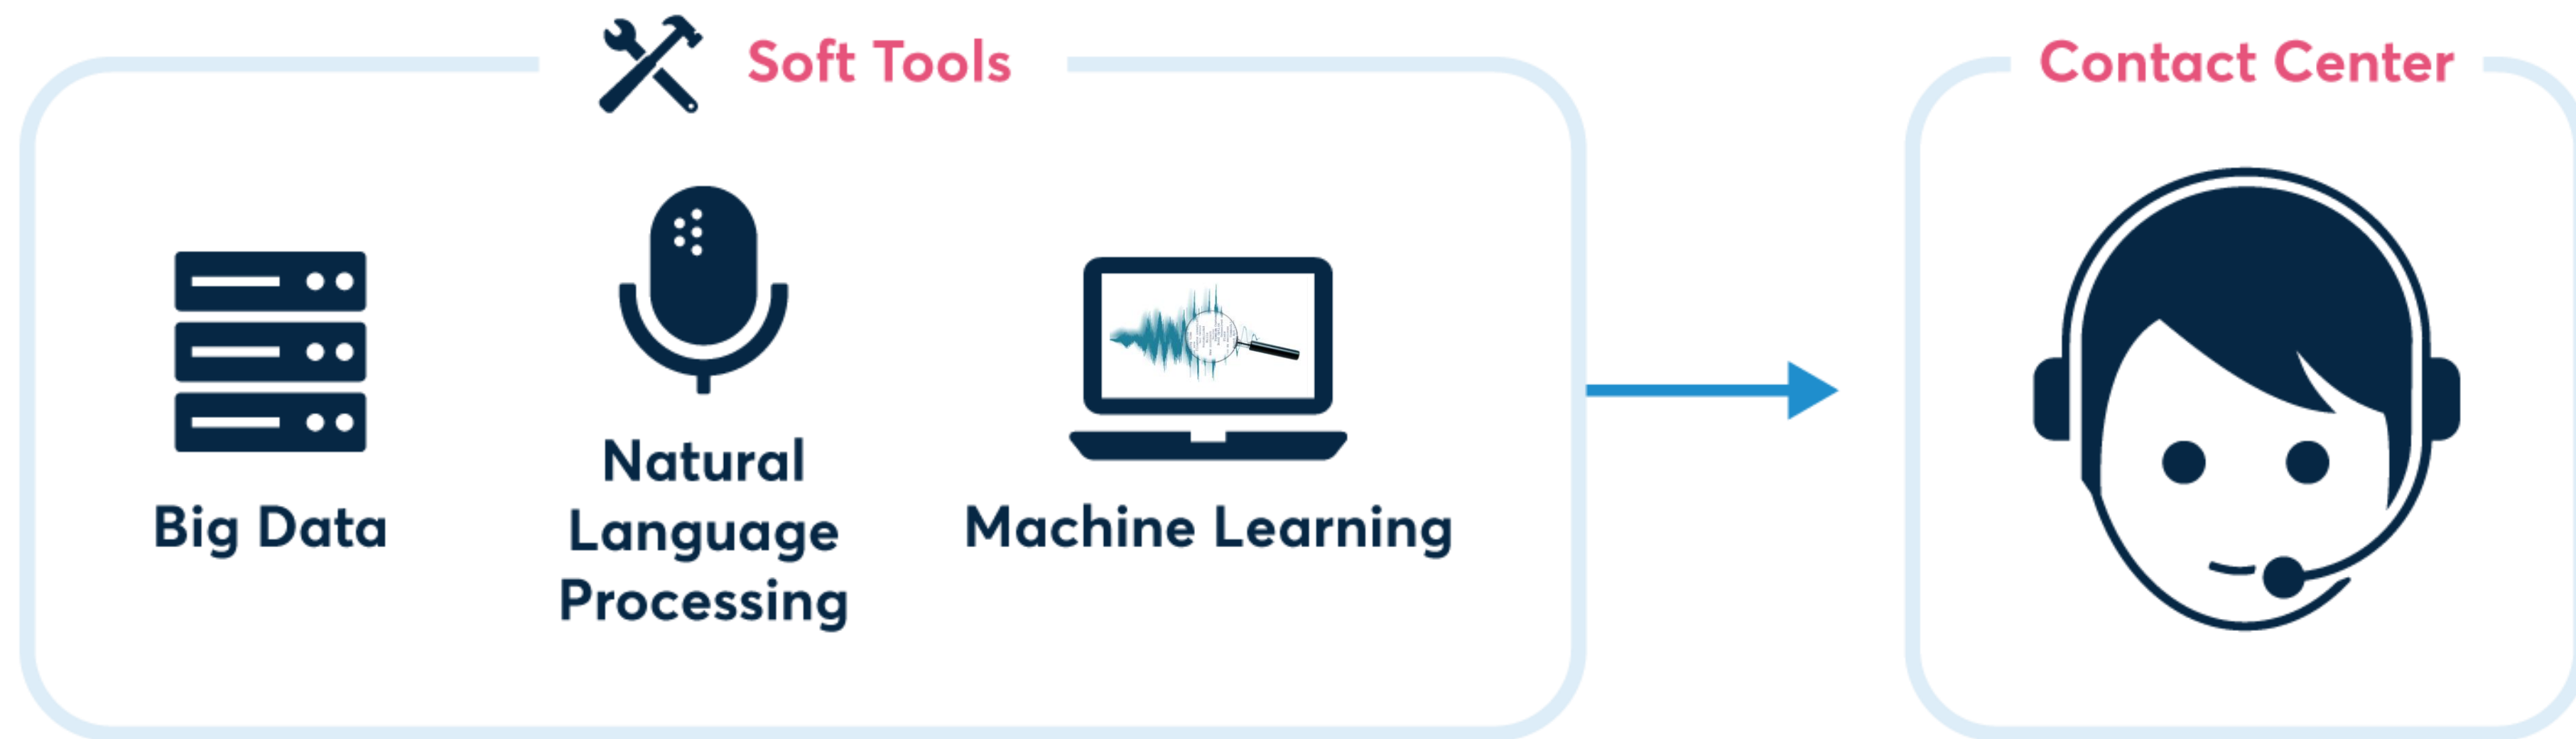 Soft Tools
Contact Center
Big Data
Natural
Language
Processing
Machine Learning